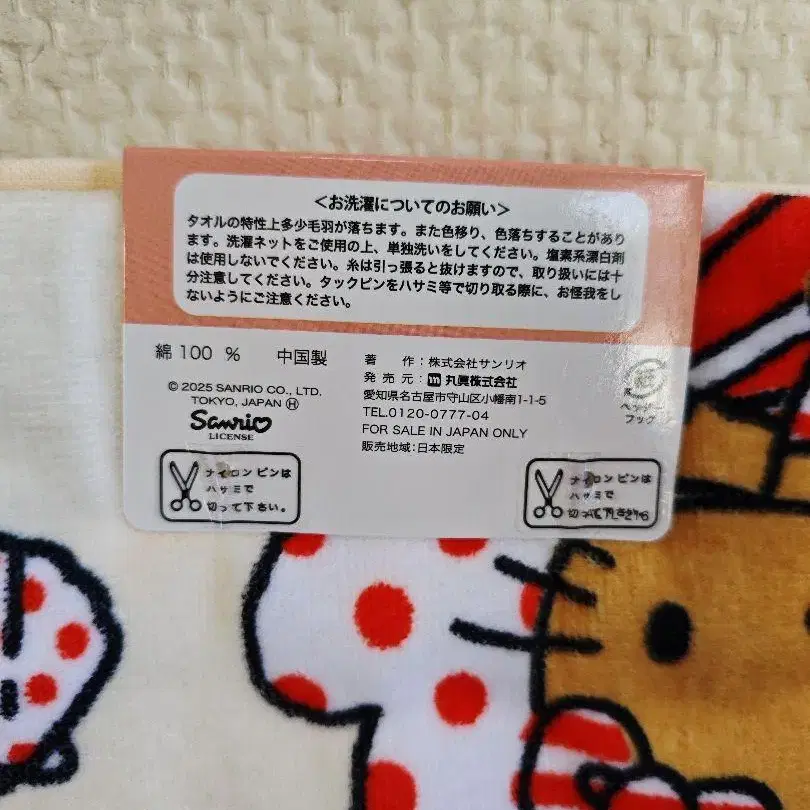 ＜お洗濯についてのお願い＞
タオルの特性上多少毛羽が落ちます。また色移り、色落ちすることがあり
ます。洗濯ネットをご使用の上、単独洗いをしてください。塩素系漂白剤
は使用しないでください。糸は引っ張ると抜けますので、取り扱いには十
分注意してください。タックピンをハサミ等で切り取る際に、お怪我をし
ないようにご注意ください。
綿 100 %　中国製
© 2025 SANRIO CO., LTD.
TOKYO, JAPAN Ⓗ
Sanrio
LICENSE
著　作：株式会社サンリオ
発売元：m 丸眞株式会社
愛知県名古屋市守山区小幡南1-1-5
TEL.0120-0777-04
FOR SALE IN JAPAN ONLY
販売地域：日本限定
紙
ヘッダー
フック
ナイロンピンは
ハサミで
切って下さい。
ナイロンピンは
ハサミで
切って